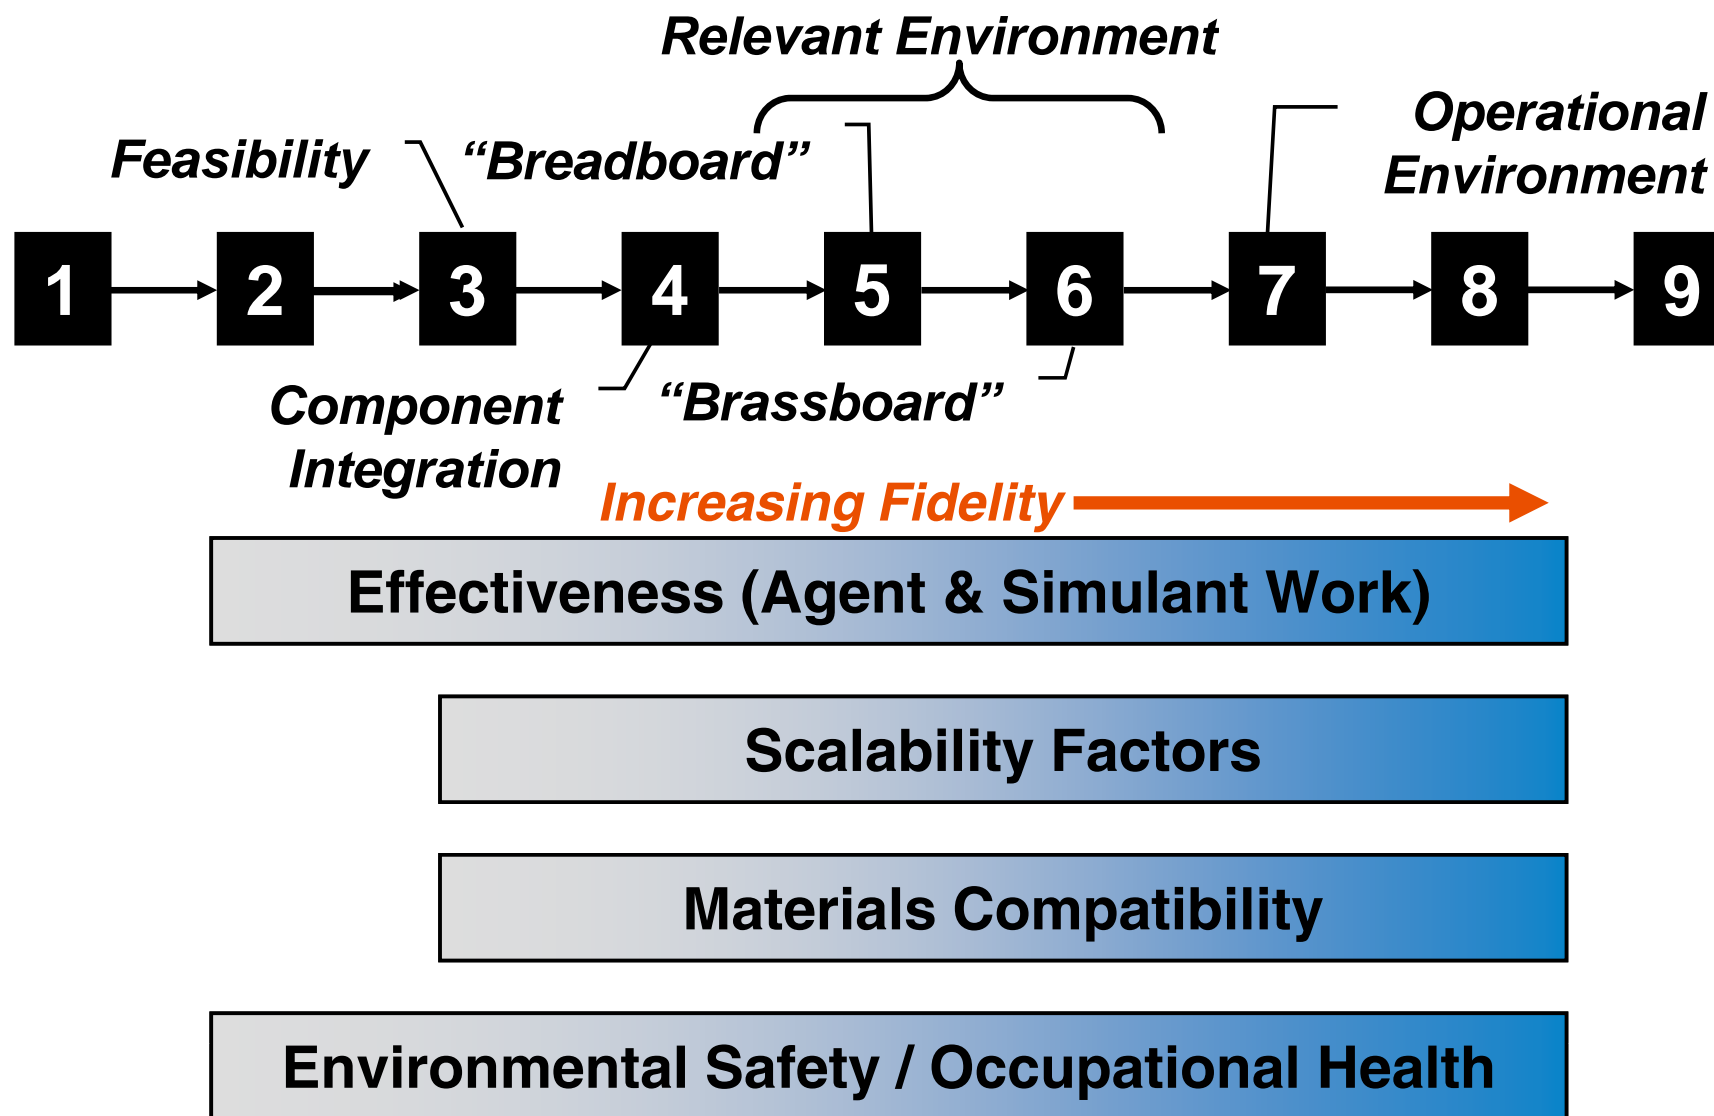 Relevant Environment
Operational
Environment
Feasibility
“Breadboard”
1
2
3
4
5
6
7
8
9
Component
Integration
“Brassboard”
Increasing Fidelity
Effectiveness (Agent & Simulant Work)
Scalability Factors
Materials Compatibility
Environmental Safety / Occupational Health